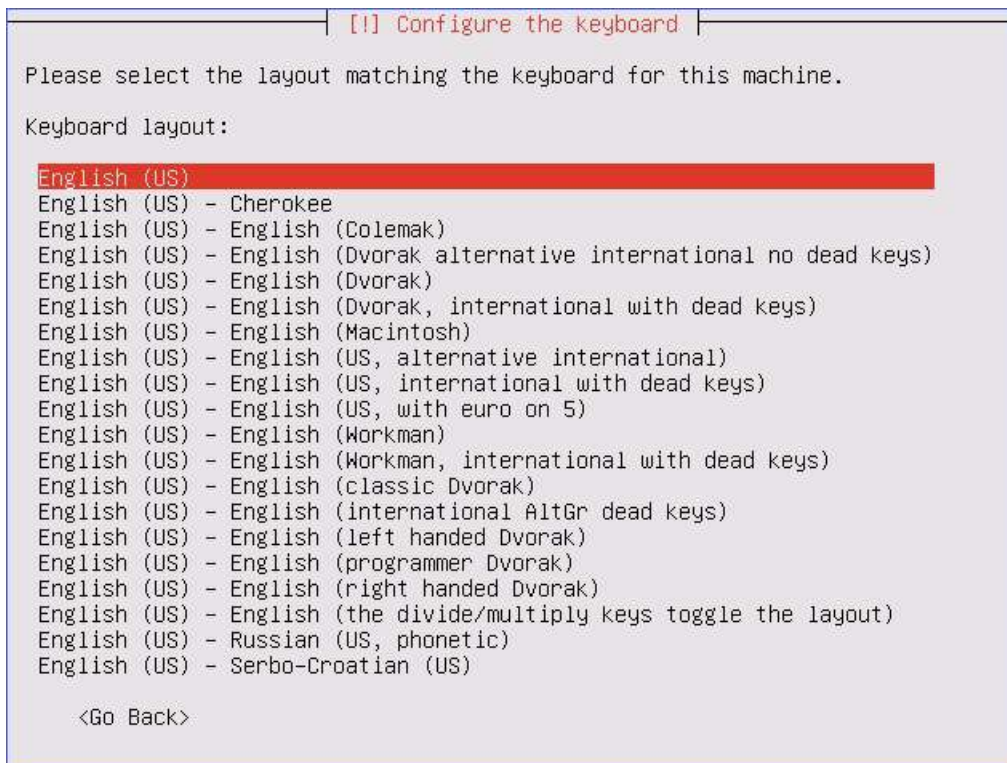 [!] Configure the keyboard
Please select the layout matching the keyboard for this machine.
Keyboard layout:
English (US)
English (US) - Cherokee
English (US) - English (Colemak)
English (US) - English (Dvorak alternative international no dead keys)
English (US) - English (Dvorak)
English (US) - English (Dvorak, international with dead keys)
English (US) - English (Macintosh)
English (US) - English (US, alternative international)
English (US) - English (US, international with dead keys)
English (US) - English (US, with euro on 5)
English (US) - English (Workman)
English (US) - English (Workman, international with dead keys)
English (US) - English (classic Dvorak)
English (US) - English (international AltGr dead keys)
English (US) - English (left handed Dvorak)
English (US) - English (programmer Dvorak)
English (US) - English (right handed Dvorak)
English (US) - English (the divide/multiply keys toggle the layout)
English (US) - Russian (US, phonetic)
English (US) - Serbo-Croatian (US)
<Go Back>